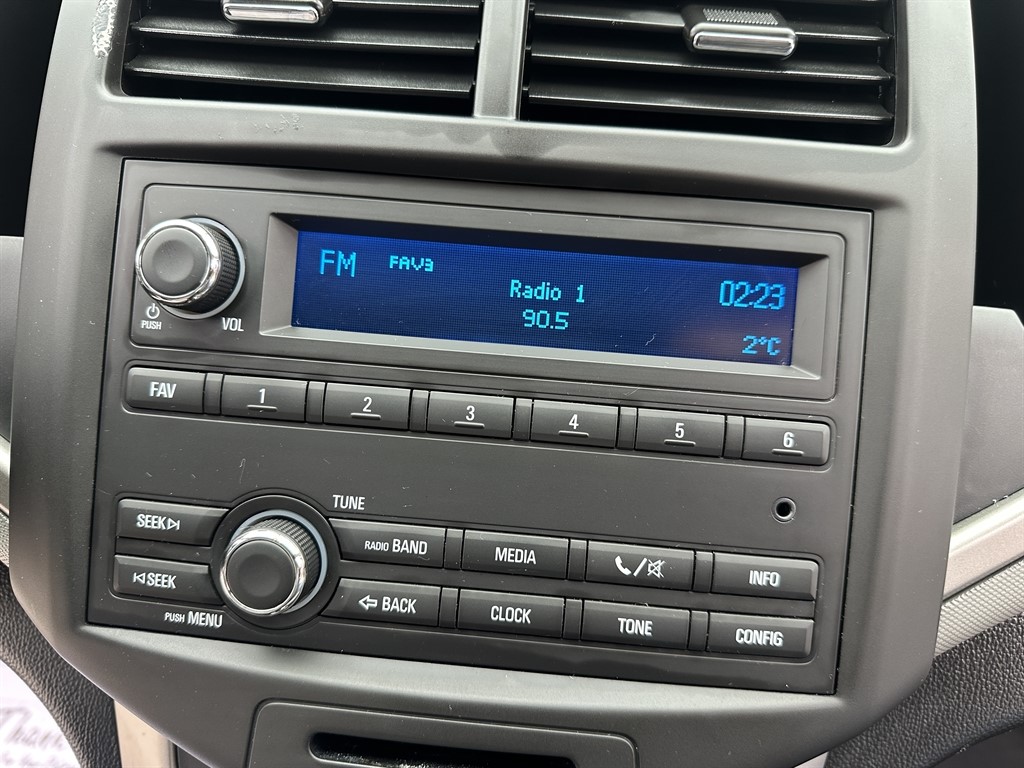 FM FAV3
Radio 1
90.5
02:23
2°C
PUSH
VOL
FAV 1 2 3 4 5 6
TUNE
SEEK
RADIO BAND MEDIA INFO
SEEK
BACK CLOCK TONE CONFIG
PUSH MENU